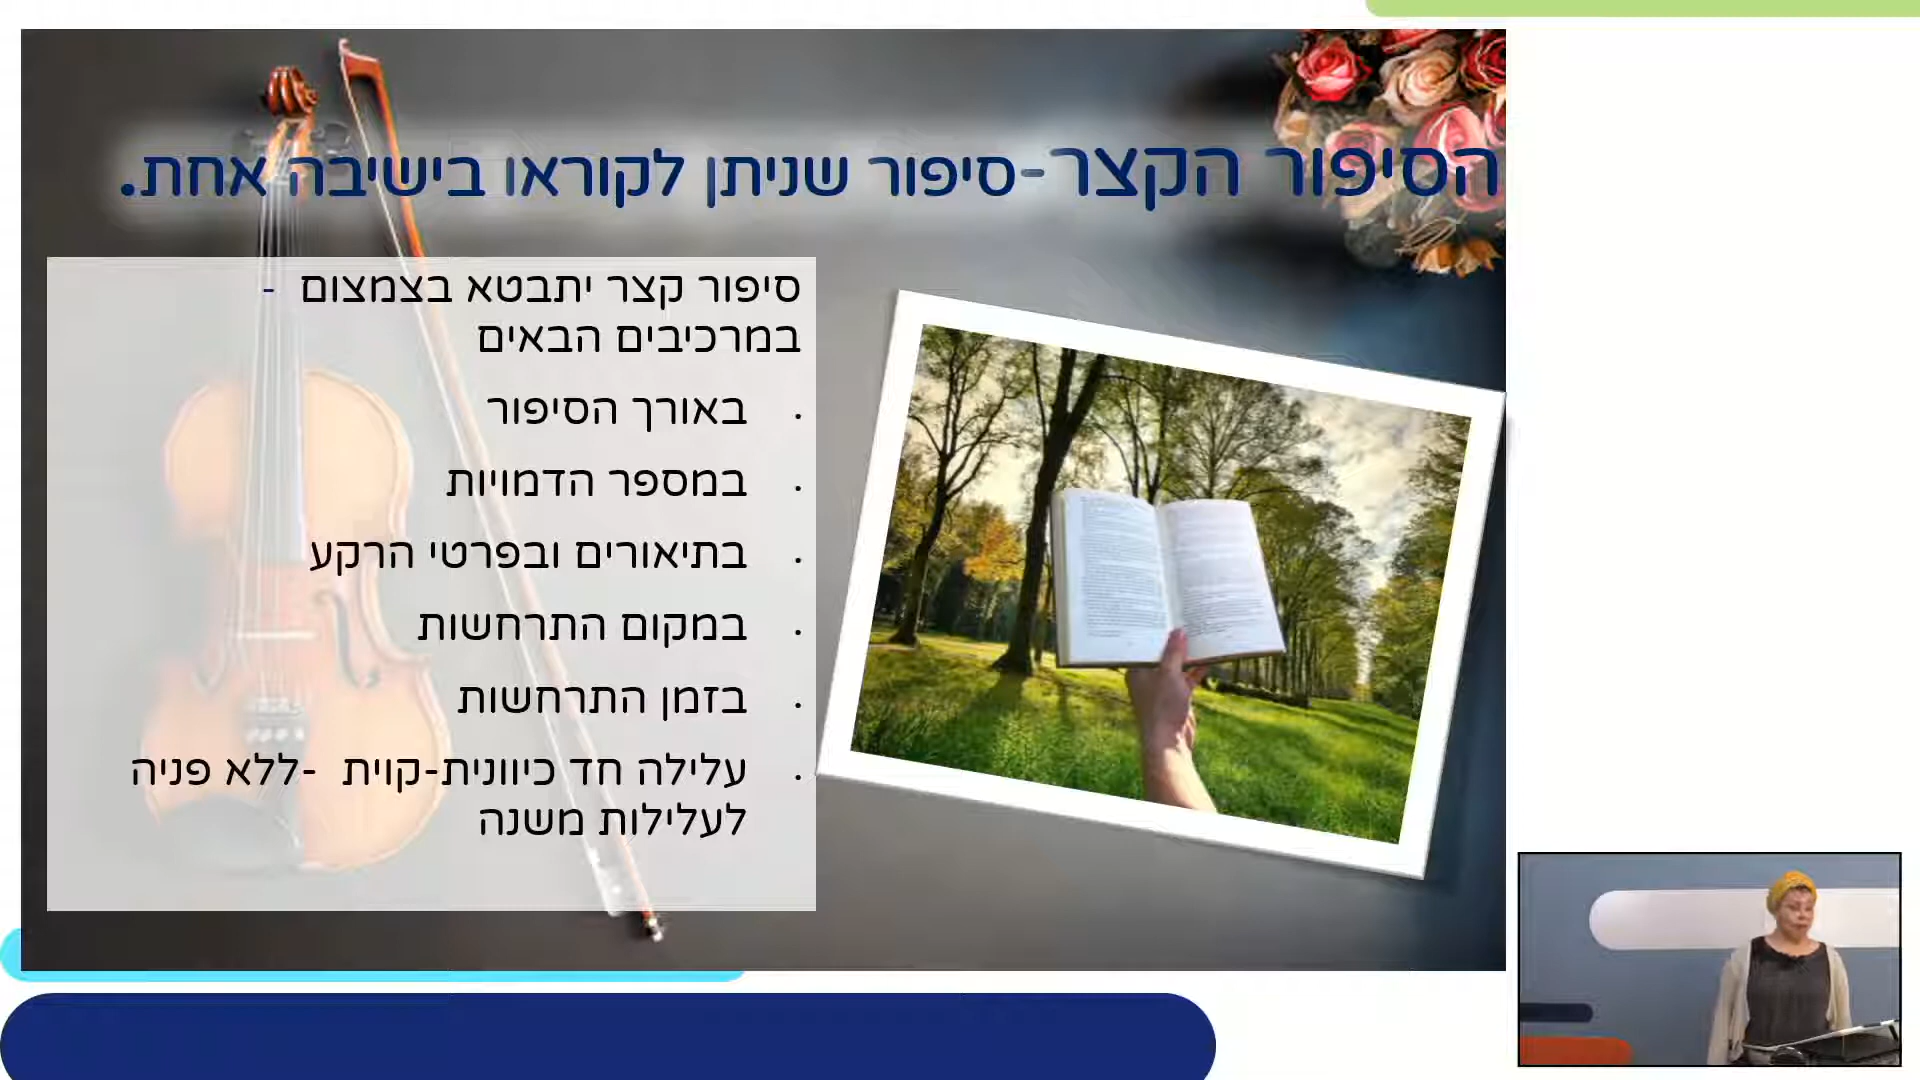 הסיפור הקצר-סיפור שניתן לקוראו בישיבה אחת.
סיפור קצר יתבטא בצמצום -
במרכיבים הבאים
• באורך הסיפור
• במספר הדמויות
• בתיאורים ובפרטי הרקע
• במקום התרחשות
• בזמן התרחשות
• עלילה חד כיוונית-קוית -ללא פניה
לעלילות משנה